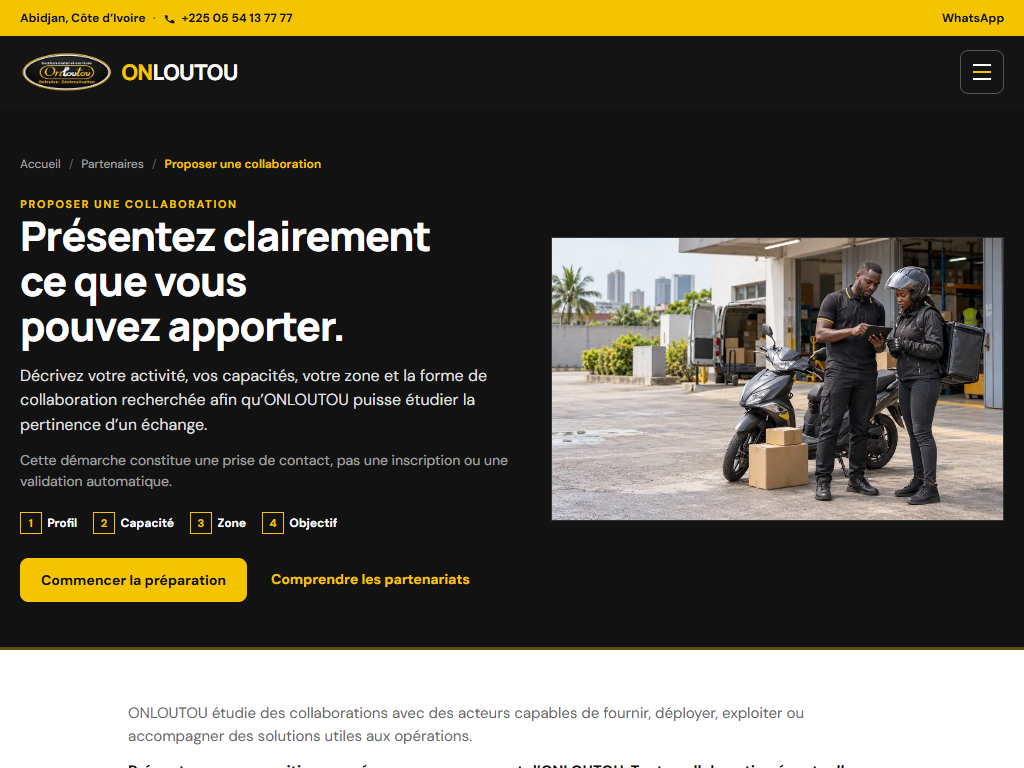 Abidjan, Côte d’Ivoire · +225 05 54 13 77 77
WhatsApp
Onloutou
ONLOUTOU
Accueil / Partenaires / Proposer une collaboration
PROPOSER UNE COLLABORATION
Présentez clairement
ce que vous
pouvez apporter.
Décrivez votre activité, vos capacités, votre zone et la forme de
collaboration recherchée afin qu’ONLOUTOU puisse étudier la
pertinence d’un échange.
Cette démarche constitue une prise de contact, pas une inscription ou une
validation automatique.
1 Profil 2 Capacité 3 Zone 4 Objectif
Commencer la préparation
Comprendre les partenariats
ONLOUTOU étudie des collaborations avec des acteurs capables de fournir, déployer, exploiter ou
accompagner des solutions utiles aux opérations.